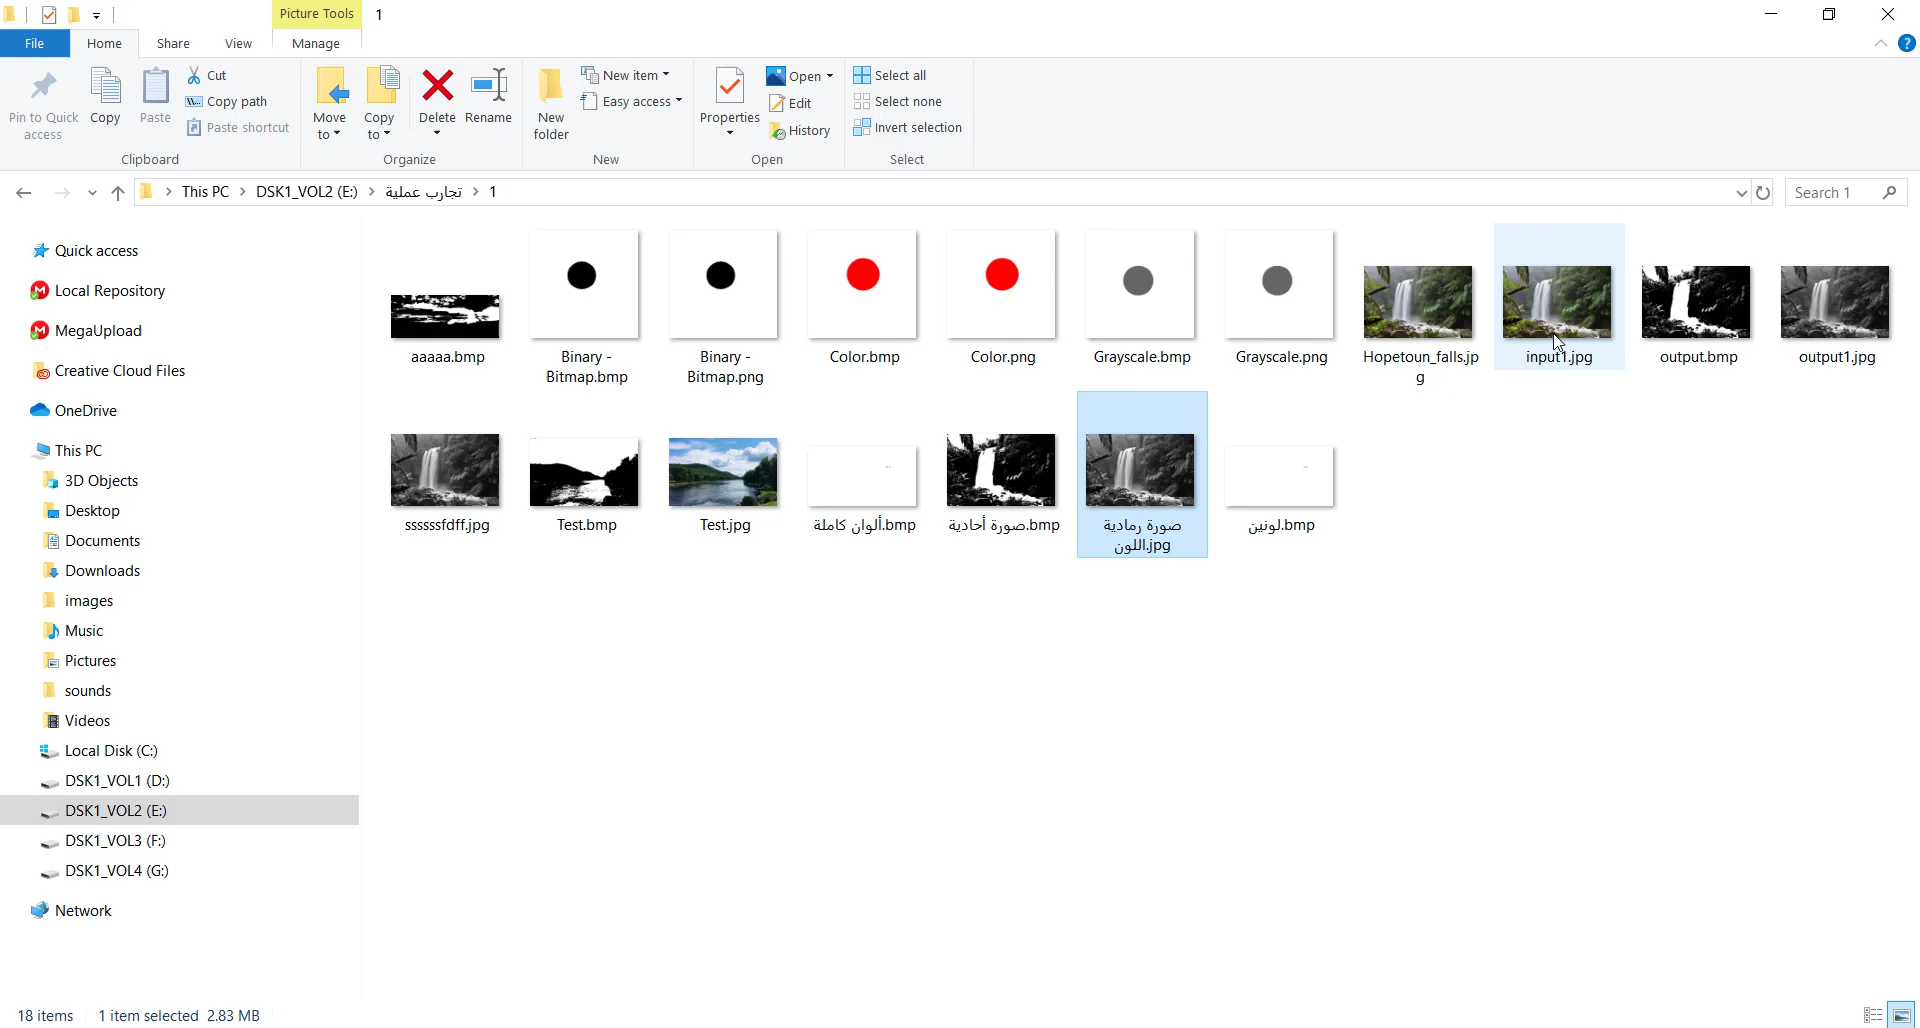 Picture Tools
1
File
Home
Share
View
Manage
Pin to Quick
access
Copy
Paste
Cut
Copy path
Paste shortcut
Clipboard
Move
to
Copy
to
Delete
Rename
Organize
New
folder
New item
Easy access
New
Properties
Open
Edit
History
Open
Select all
Select none
Invert selection
Select
This PC
DSK1_VOL2 (E:)
تجارب عملية
1
Search 1
Quick access
Local Repository
MegaUpload
Creative Cloud Files
OneDrive
This PC
3D Objects
Desktop
Documents
Downloads
images
Music
Pictures
sounds
Videos
Local Disk (C:)
DSK1_VOL1 (D:)
DSK1_VOL2 (E:)
DSK1_VOL3 (F:)
DSK1_VOL4 (G:)
Network
aaaaa.bmp
Binary -
Bitmap.bmp
Binary -
Bitmap.png
Color.bmp
Color.png
Grayscale.bmp
Grayscale.png
Hopetoun_falls.jp
g
input1.jpg
output.bmp
output1.jpg
ssssssfdff.jpg
Test.bmp
Test.jpg
ألوان كاملة.bmp
صورة أحادية.bmp
صورة رمادية
اللون.jpg
لونين.bmp
18 items
1 item selected 2.83 MB